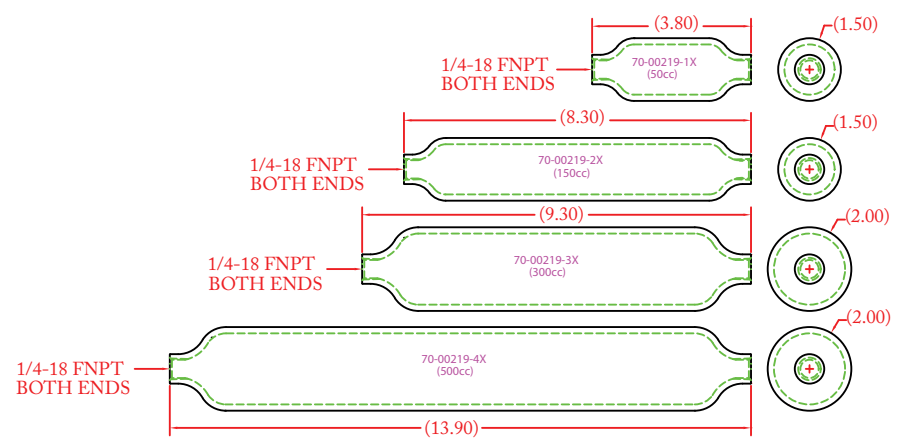 (3.80)
(1.50)
1/4-18 FNPT
BOTH ENDS
70-00219-1X
(50cc)
(8.30)
(1.50)
1/4-18 FNPT
BOTH ENDS
70-00219-2X
(150cc)
(9.30)
(2.00)
1/4-18 FNPT
BOTH ENDS
70-00219-3X
(300cc)
(2.00)
1/4-18 FNPT
BOTH ENDS
70-00219-4X
(500cc)
(13.90)